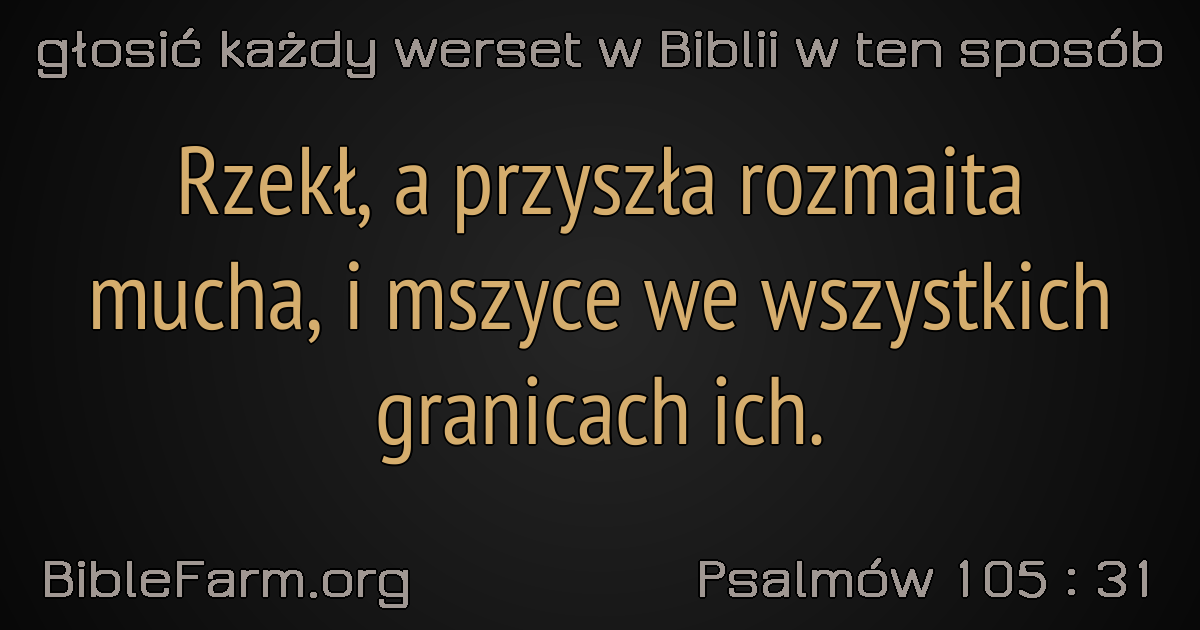 głosić każdy werset w Biblii w ten sposób
Rzekł, a przyszła rozmaita
mucha, i mszyce we wszystkich
granicach ich.
BibleFarm.org
Psalmów 105 : 31